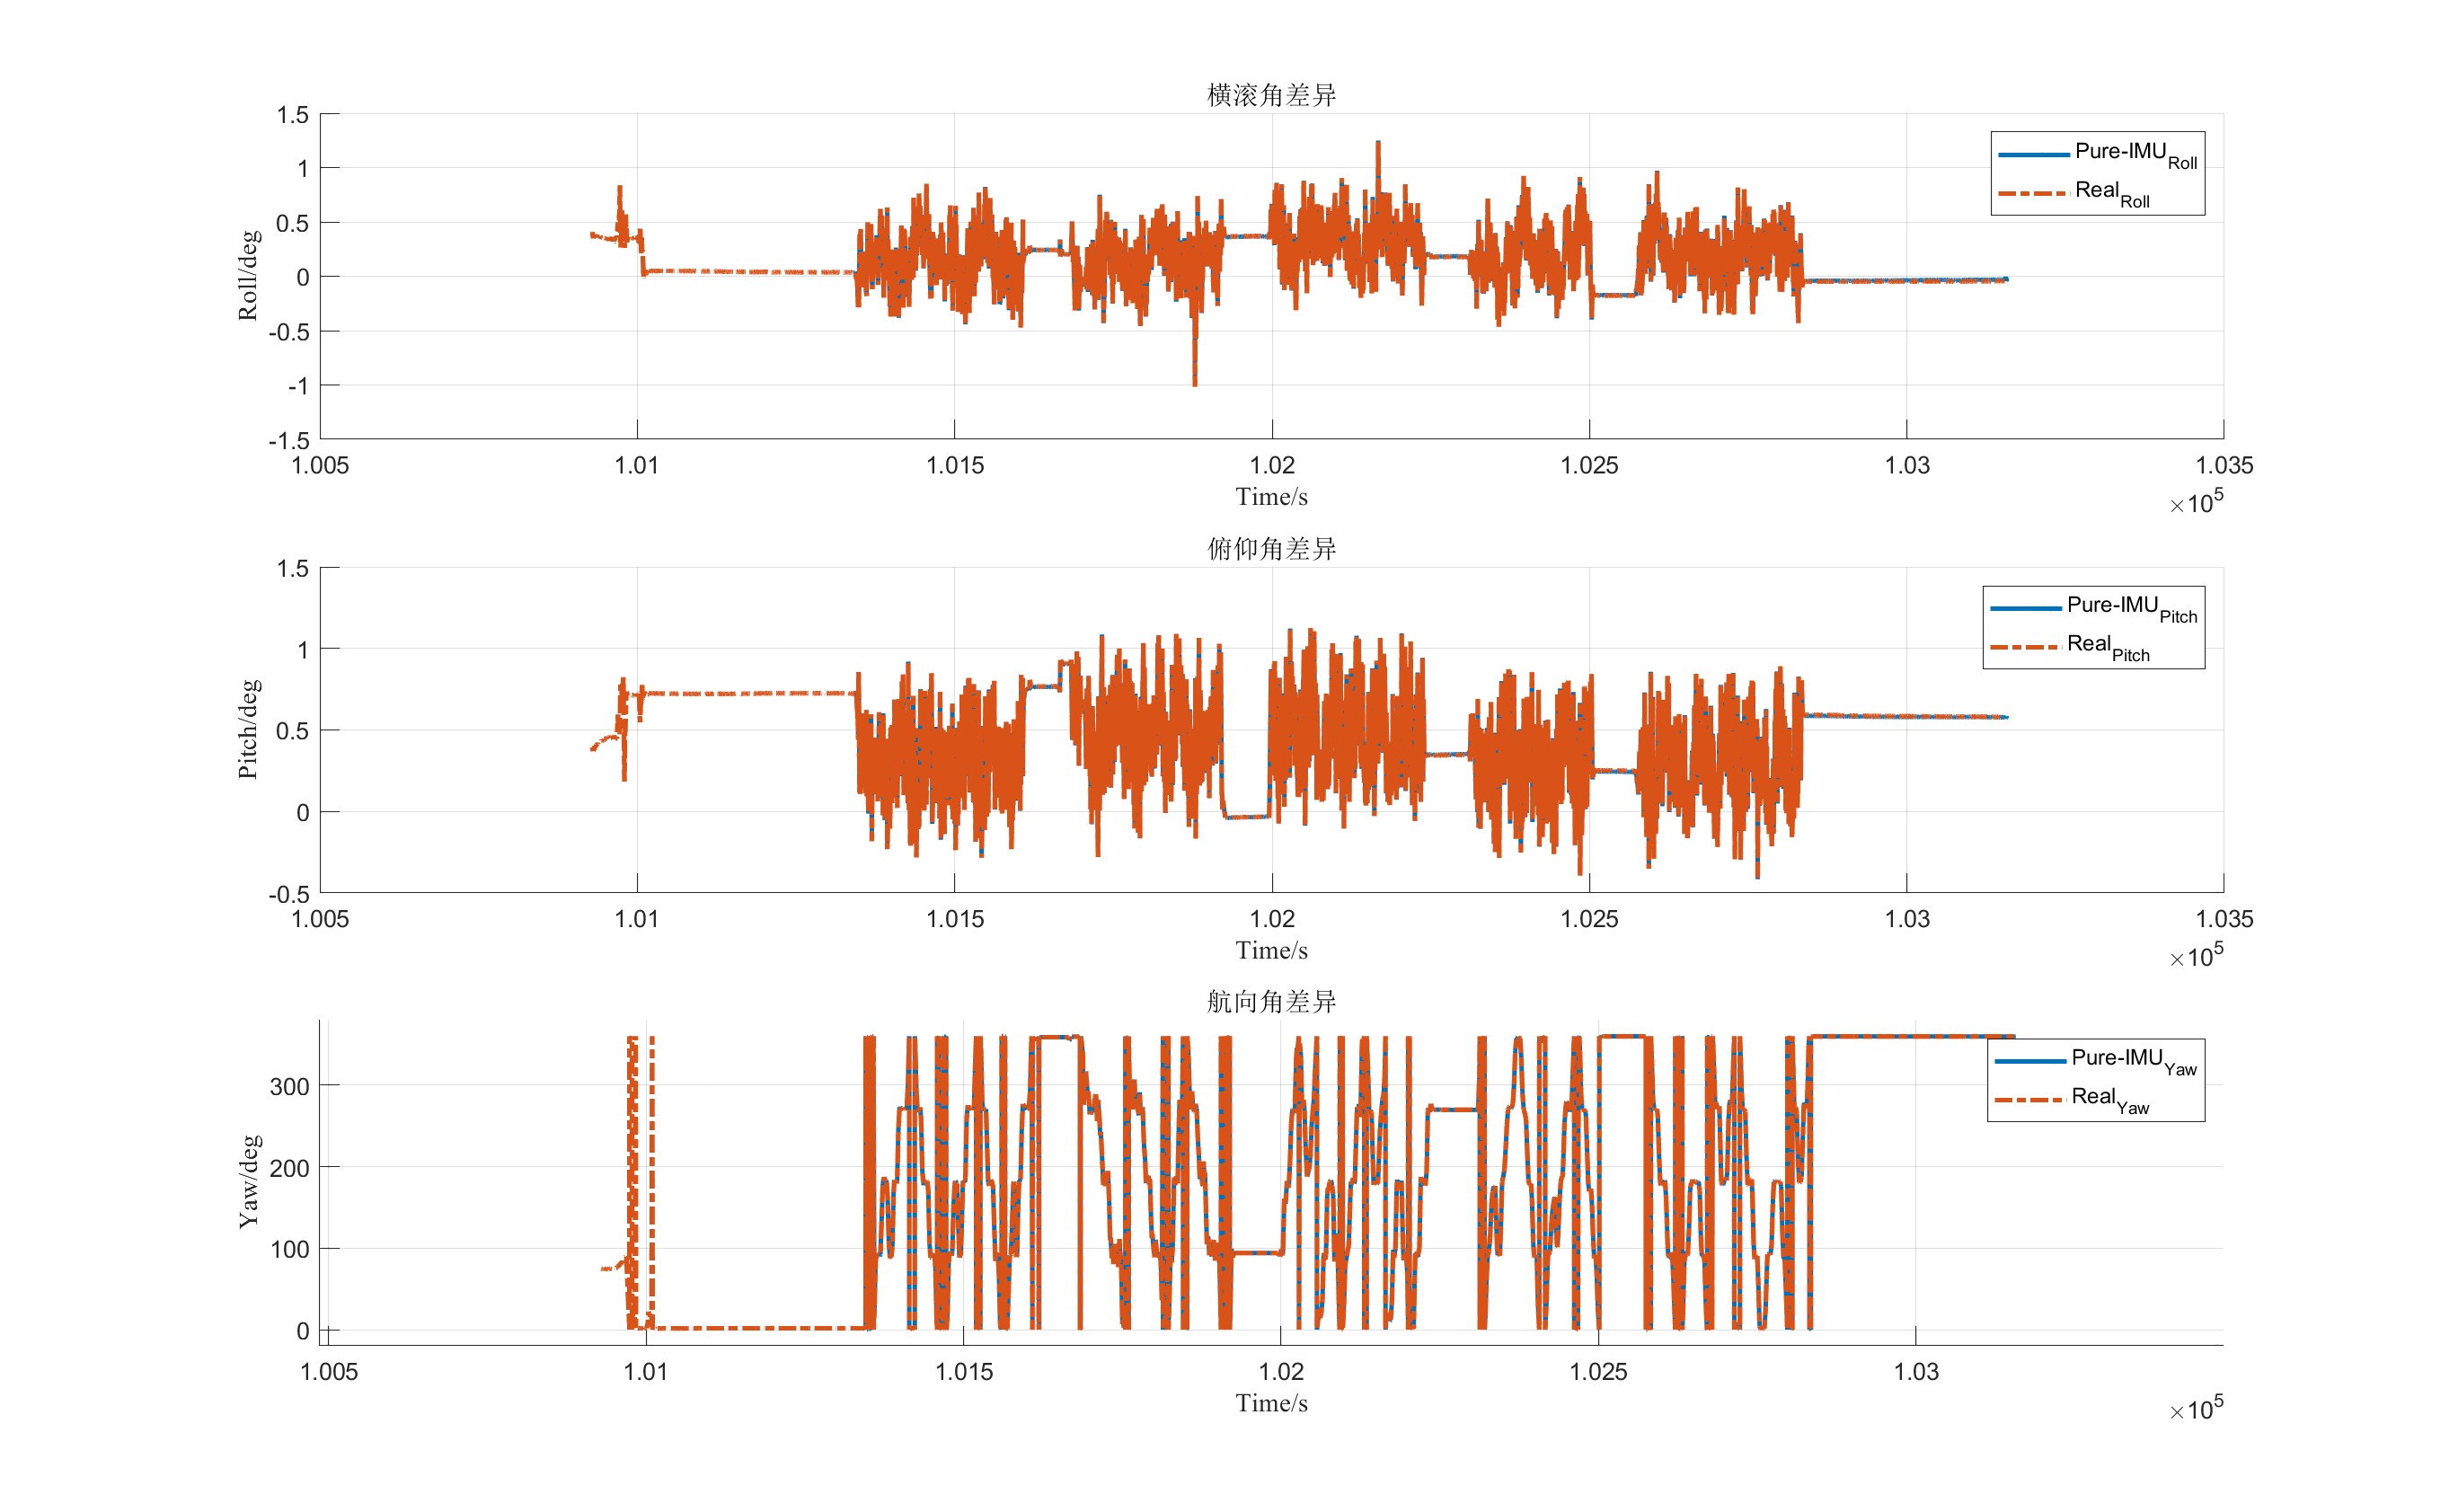 横滚角差异
1.5
1
0.5
0
-0.5
-1
-1.5
Roll/deg
Pure-IMU_Roll
Real_Roll
1.005 1.01 1.015 1.02 1.025 1.03 1.035
Time/s
×10^5
俯仰角差异
1.5
1
0.5
0
-0.5
Pitch/deg
Pure-IMU_Pitch
Real_Pitch
1.005 1.01 1.015 1.02 1.025 1.03 1.035
Time/s
×10^5
航向角差异
300
200
100
0
Yaw/deg
Pure-IMU_Yaw
Real_Yaw
1.005 1.01 1.015 1.02 1.025 1.03
Time/s
×10^5